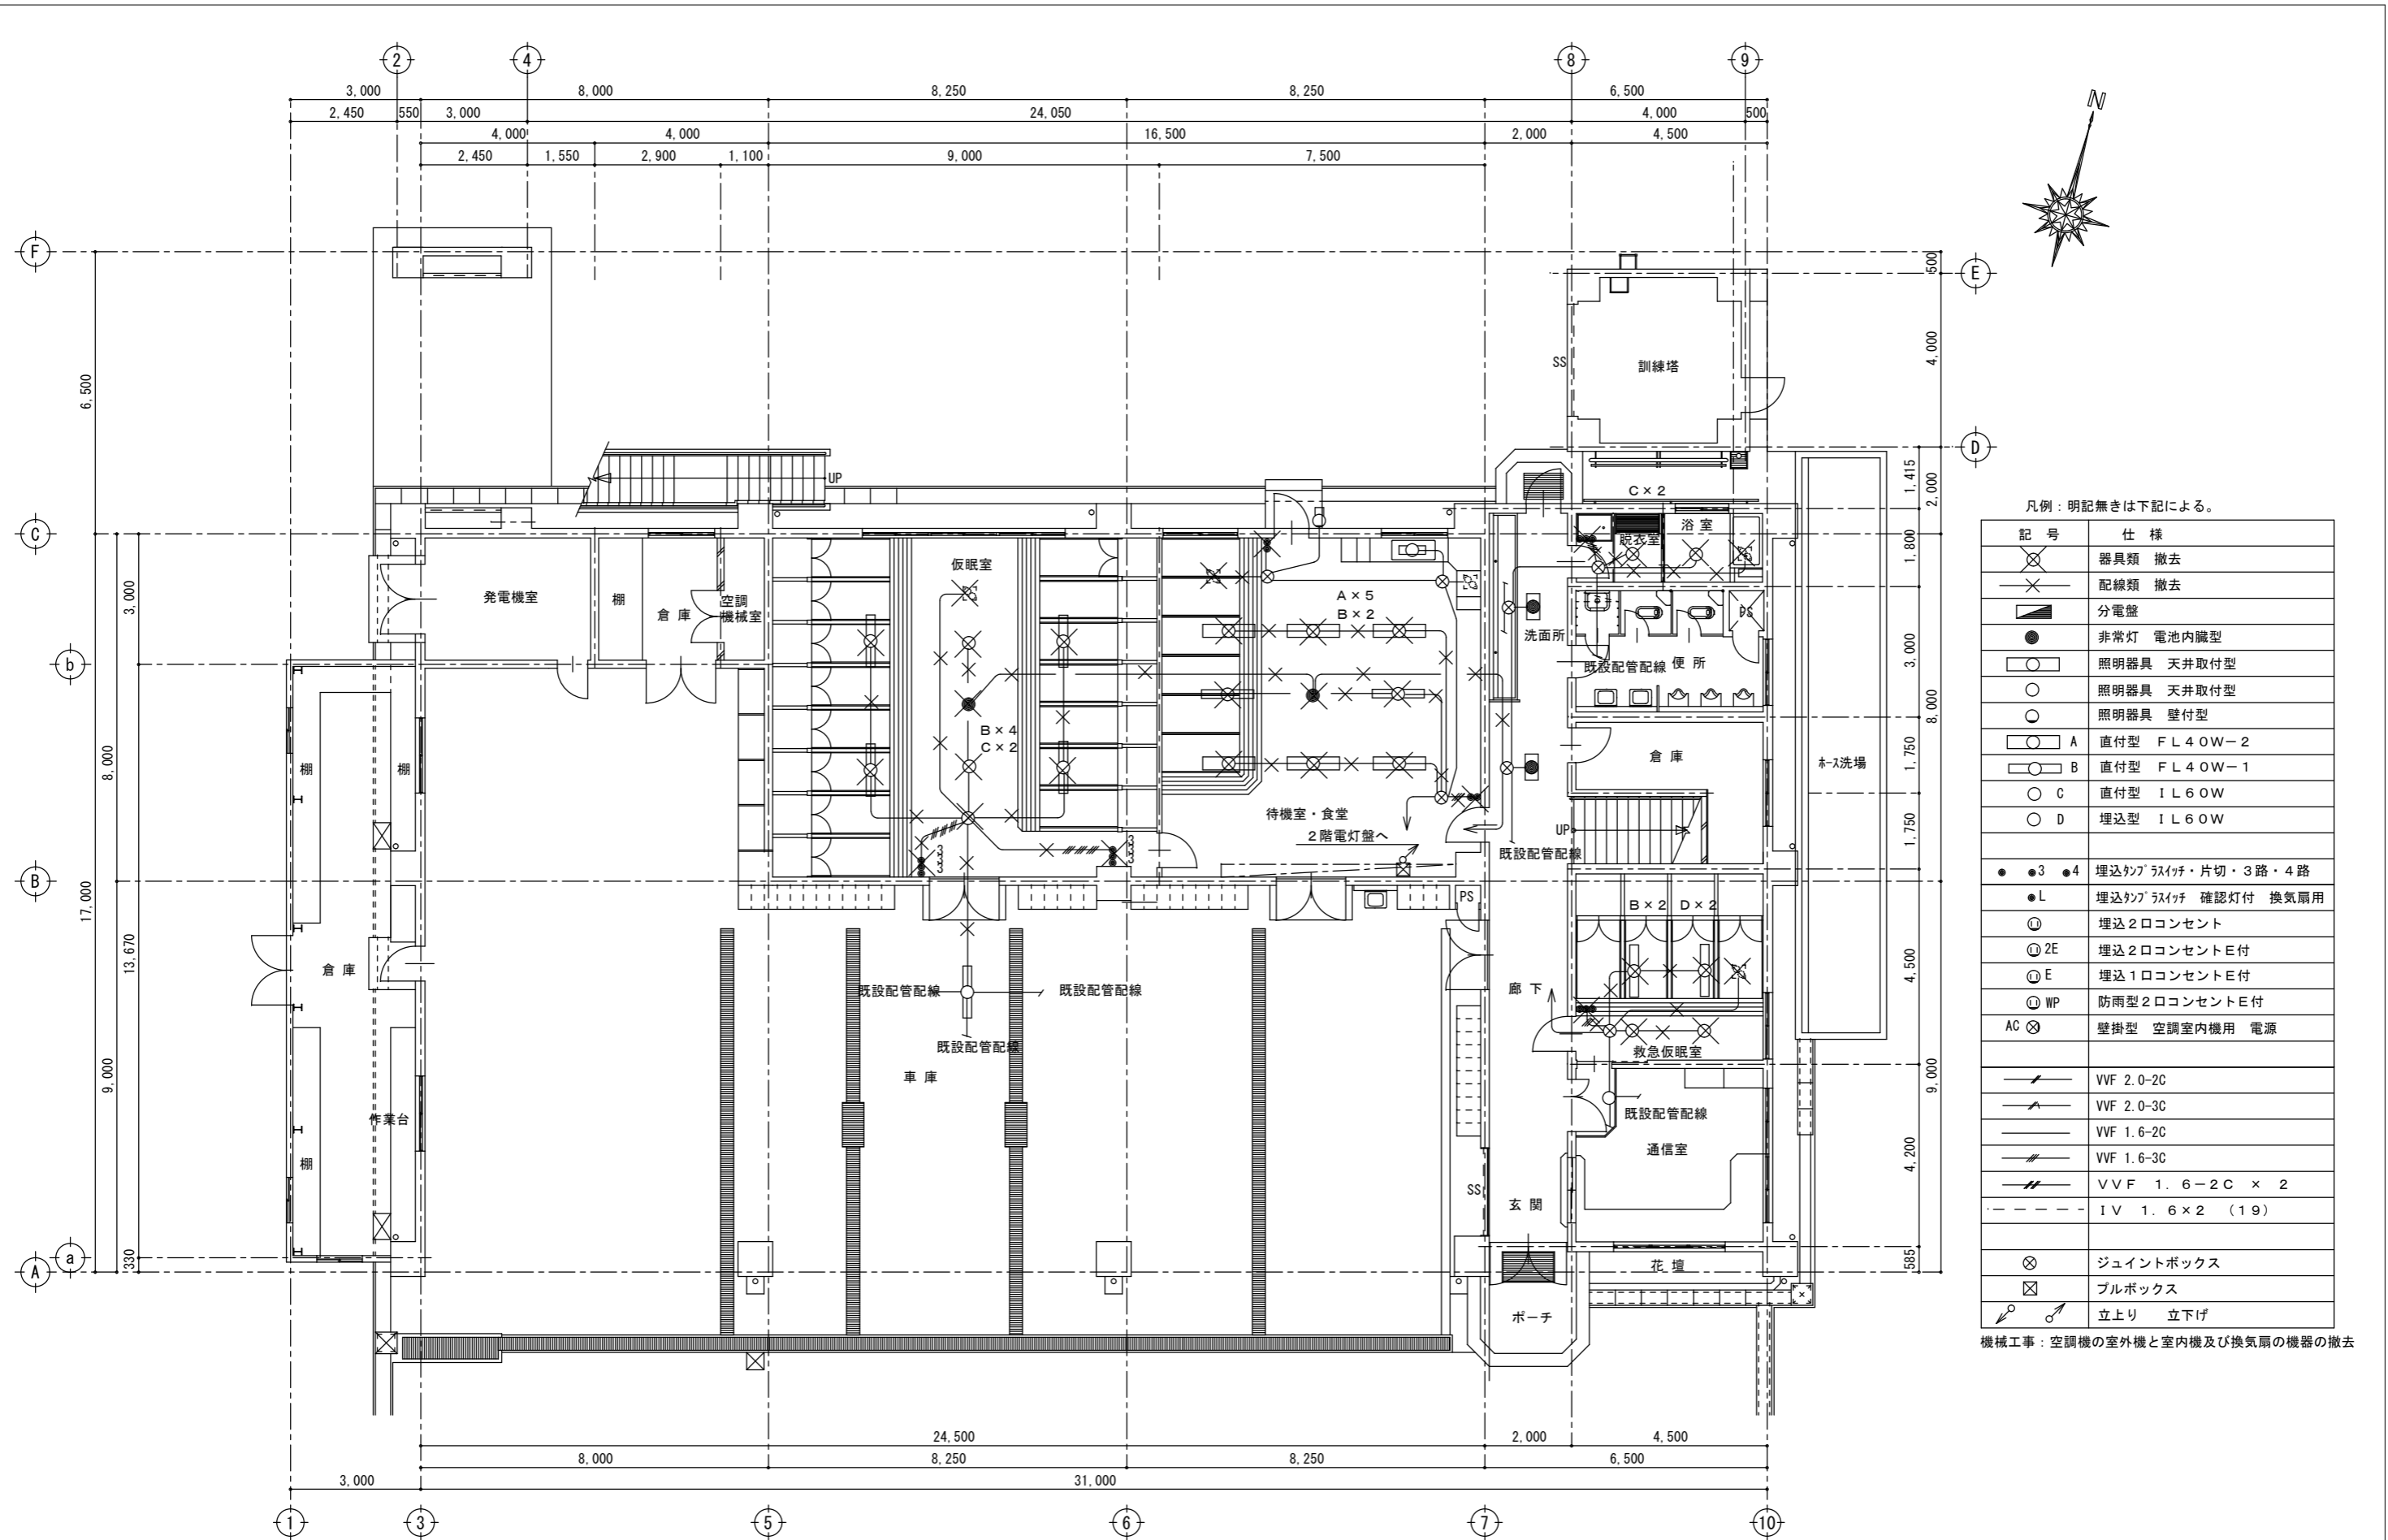 2
4
8
9
3,000
8,000
8,250
8,250
6,500
2,450
550
3,000
24,050
4,000
500
4,000
4,000
16,500
2,000
4,500
2,450
1,550
2,900
1,100
9,000
7,500
N
F
E
D
C
b
B
a
A
6,500
3,000
8,000
17,000
13,670
9,000
330
500
4,000
1,415
2,000
1,800
3,000
8,000
1,750
1,750
4,500
9,000
4,200
585
SS
訓練塔
UP
C×2
浴室
脱衣室
仮眠室
発電機室
棚
倉庫
空調
機械室
A×5
B×2
洗面所
PS
既設配管配線
便所
B×4
C×2
棚
棚
倉庫
ホース洗場
待機室・食堂
2階電灯盤へ
UP
既設配管配線
3
3
3
3
3
3
PS
B×2 D×2
倉庫
廊下
既設配管配線
既設配管配線
既設配管配線
車庫
救急仮眠室
既設配管配線
通信室
作業台
棚
SS
玄関
花壇
ポーチ
24,500
2,000
4,500
8,000
8,250
8,250
6,500
3,000
31,000
1
3
5
6
7
10
凡例：明記無きは下記による。
記号 仕様
器具類 撤去
配線類 撤去
分電盤
非常灯 電池内臓型
照明器具 天井取付型
照明器具 天井取付型
照明器具 壁付型
A 直付型 FL40W-2
B 直付型 FL40W-1
C 直付型 IL60W
D 埋込型 IL60W
● ●3 ●4 埋込タンブラスイッチ・片切・3路・4路
●L 埋込タンブラスイッチ 確認灯付 換気扇用
埋込2口コンセント
2E 埋込2口コンセントE付
E 埋込1口コンセントE付
WP 防雨型2口コンセントE付
AC 壁掛型 空調室内機用 電源
VVF 2.0-2C
VVF 2.0-3C
VVF 1.6-2C
VVF 1.6-3C
VVF 1.6-2C × 2
IV 1.6×2 (19)
ジュイントボックス
プルボックス
立上り 立下げ
機械工事：空調機の室外機と室内機及び換気扇の機器の撤去